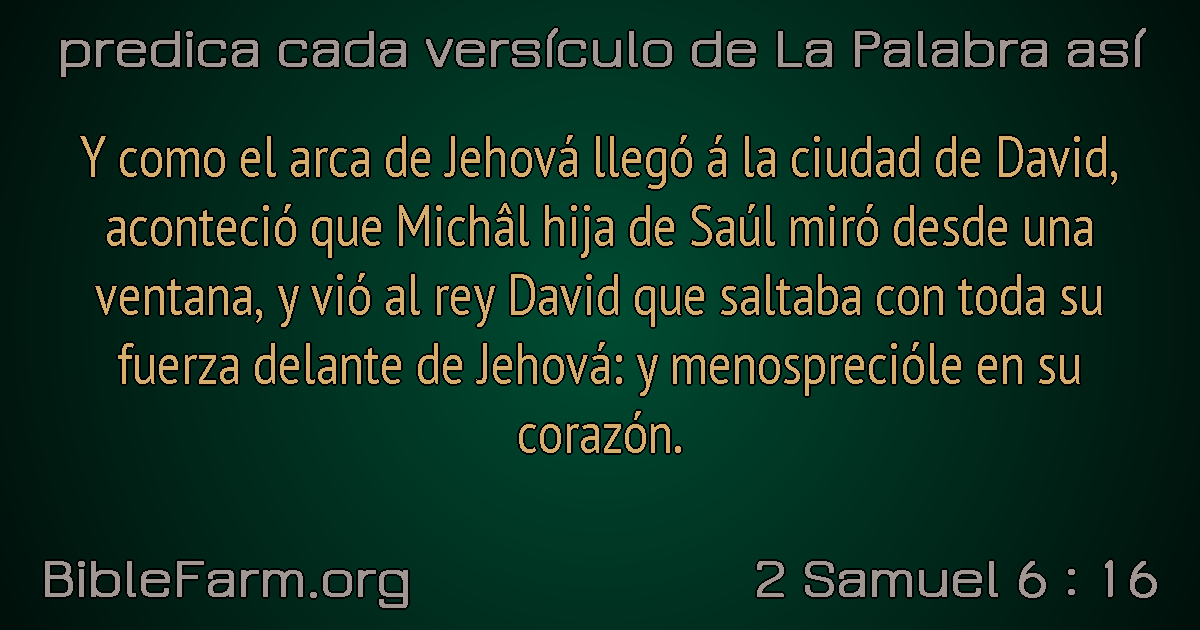 predica cada versículo de La Palabra así
Y como el arca de Jehová llegó á la ciudad de David,
aconteció que Michâl hija de Saúl miró desde una
ventana, y vió al rey David que saltaba con toda su
fuerza delante de Jehová: y menosprecióle en su
corazón.
BibleFarm.org
2 Samuel 6 : 16